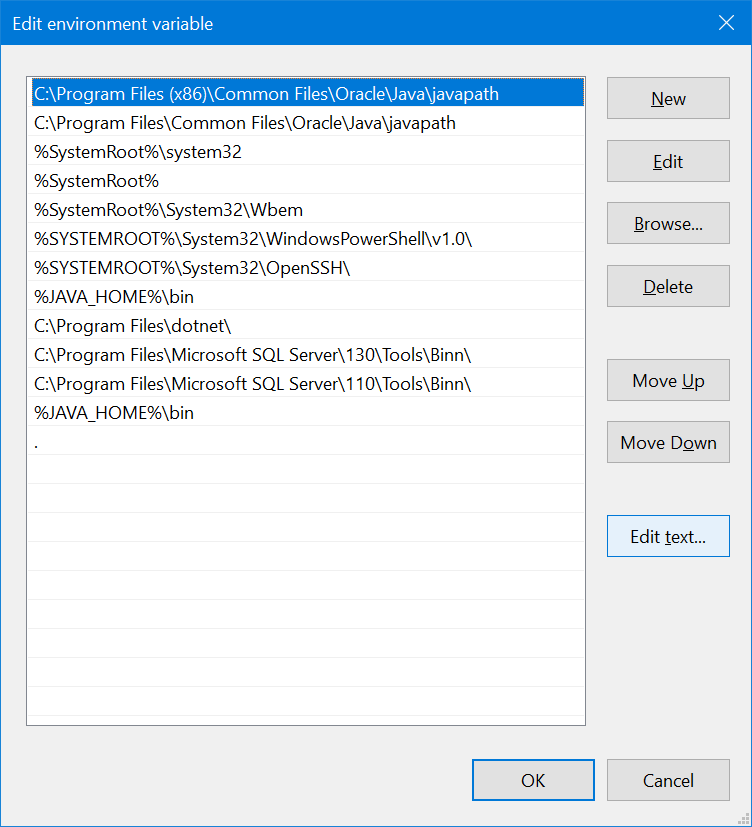 Edit environment variable
C:\Program Files (x86)\Common Files\Oracle\Java\javapath
C:\Program Files\Common Files\Oracle\Java\javapath
%SystemRoot%\system32
%SystemRoot%
%SystemRoot%\System32\Wbem
%SYSTEMROOT%\System32\WindowsPowerShell\v1.0\
%SYSTEMROOT%\System32\OpenSSH\
%JAVA_HOME%\bin
C:\Program Files\dotnet\
C:\Program Files\Microsoft SQL Server\130\Tools\Binn\
C:\Program Files\Microsoft SQL Server\110\Tools\Binn\
%JAVA_HOME%\bin
.
New
Edit
Browse...
Delete
Move Up
Move Down
Edit text...
OK
Cancel